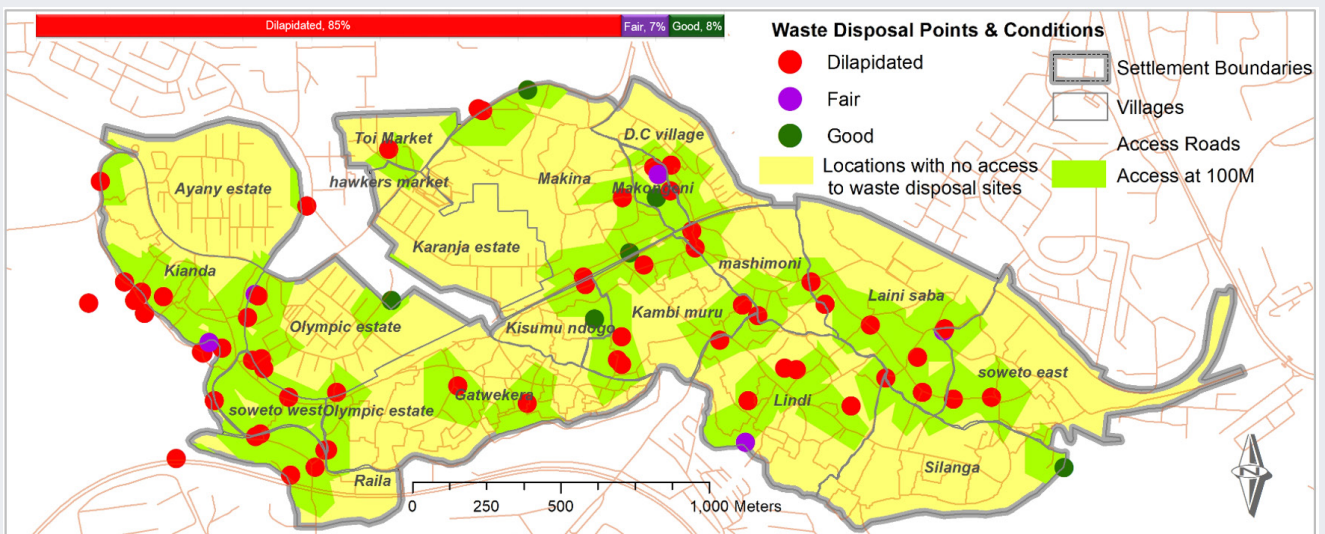 Dilapidated, 85%
Fair, 7%
Good, 8%
Waste Disposal Points & Conditions
Dilapidated
Fair
Good
Locations with no access
to waste disposal sites
Settlement Boundaries
Villages
Access Roads
Access at 100M
Toi Market
hawkers market
Ayany estate
Makina
D.C village
Karanja estate
Kianda
mashimoni
Laini saba
Olympic estate
Kisumu ndogo
Kambi muru
soweto east
soweto west
Olympic estate
Gatwekera
Lindi
Silanga
Raila
0
250
500
1,000 Meters
N